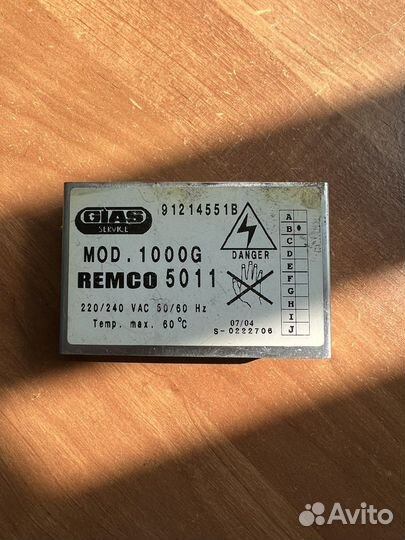 GIAS
SERVICE
91214551B
MOD. 1000G
REMCO 5011
220/240 VAC 50/60 Hz
Temp. max. 60°C
DANGER
07/04
S-0222706
A
B
C
D
E
F
G
H
I
J
Avito